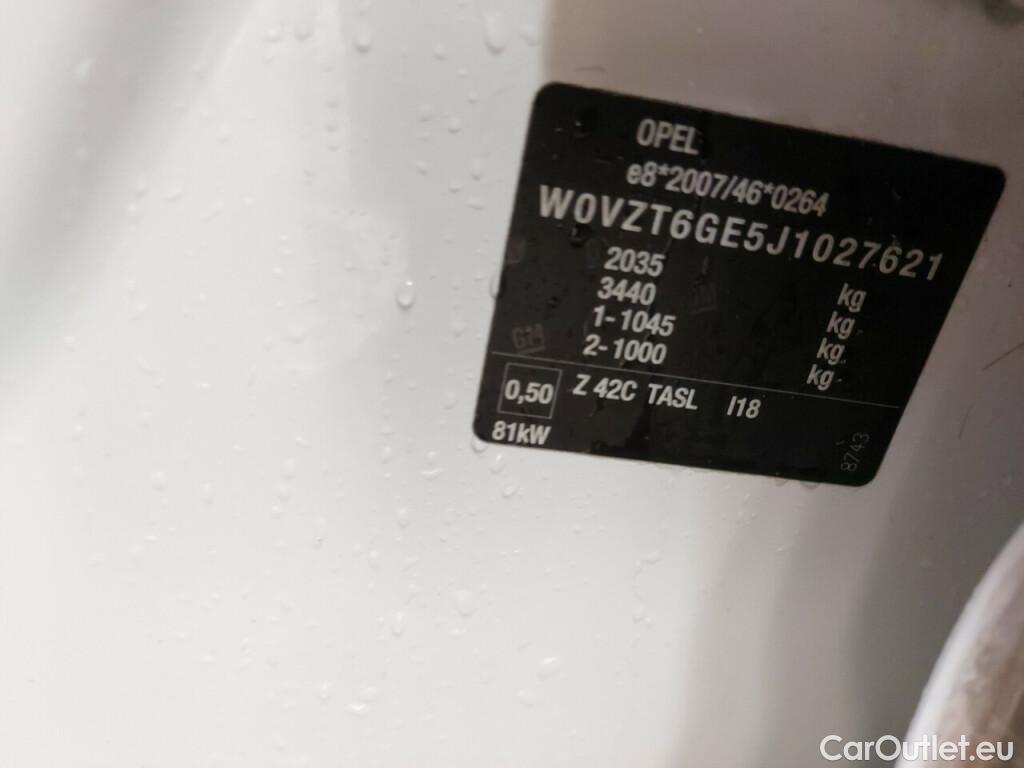 OPEL
e8*2007/46*0264
W0VZT6GE5J1027621
2035 kg
3440 kg
1-1045 kg
2-1000 kg
0,50 Z 42C TASL I18
81kW
8743
CarOutlet.eu